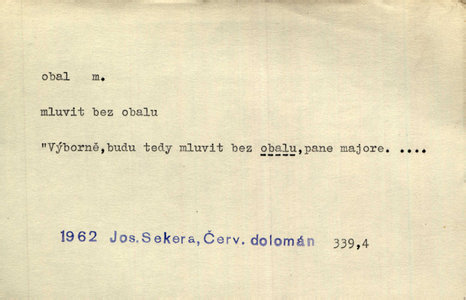 obal m.
mluvit bez obalu
"Výborně,budu tedy mluvit bez obalu,pane majore. ....
1962 Jos.Sekera,Červ. dolomán 339,4